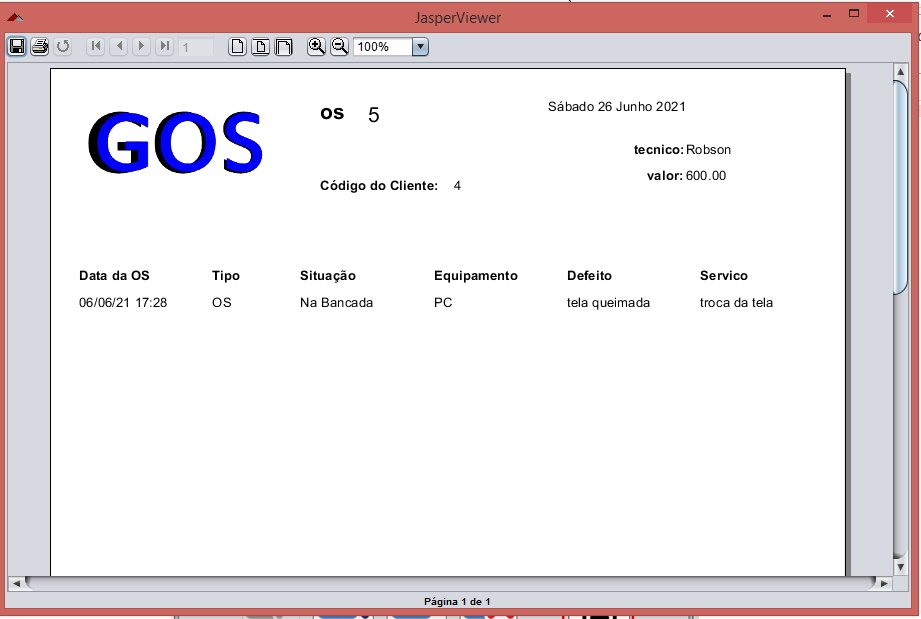 JasperViewer
1
100%
GOS
os 5
Sábado 26 Junho 2021
tecnico: Robson
valor: 600.00
Código do Cliente: 4
Data da OS Tipo Situação Equipamento Defeito Servico
06/06/21 17:28 OS Na Bancada PC tela queimada troca da tela
Página 1 de 1